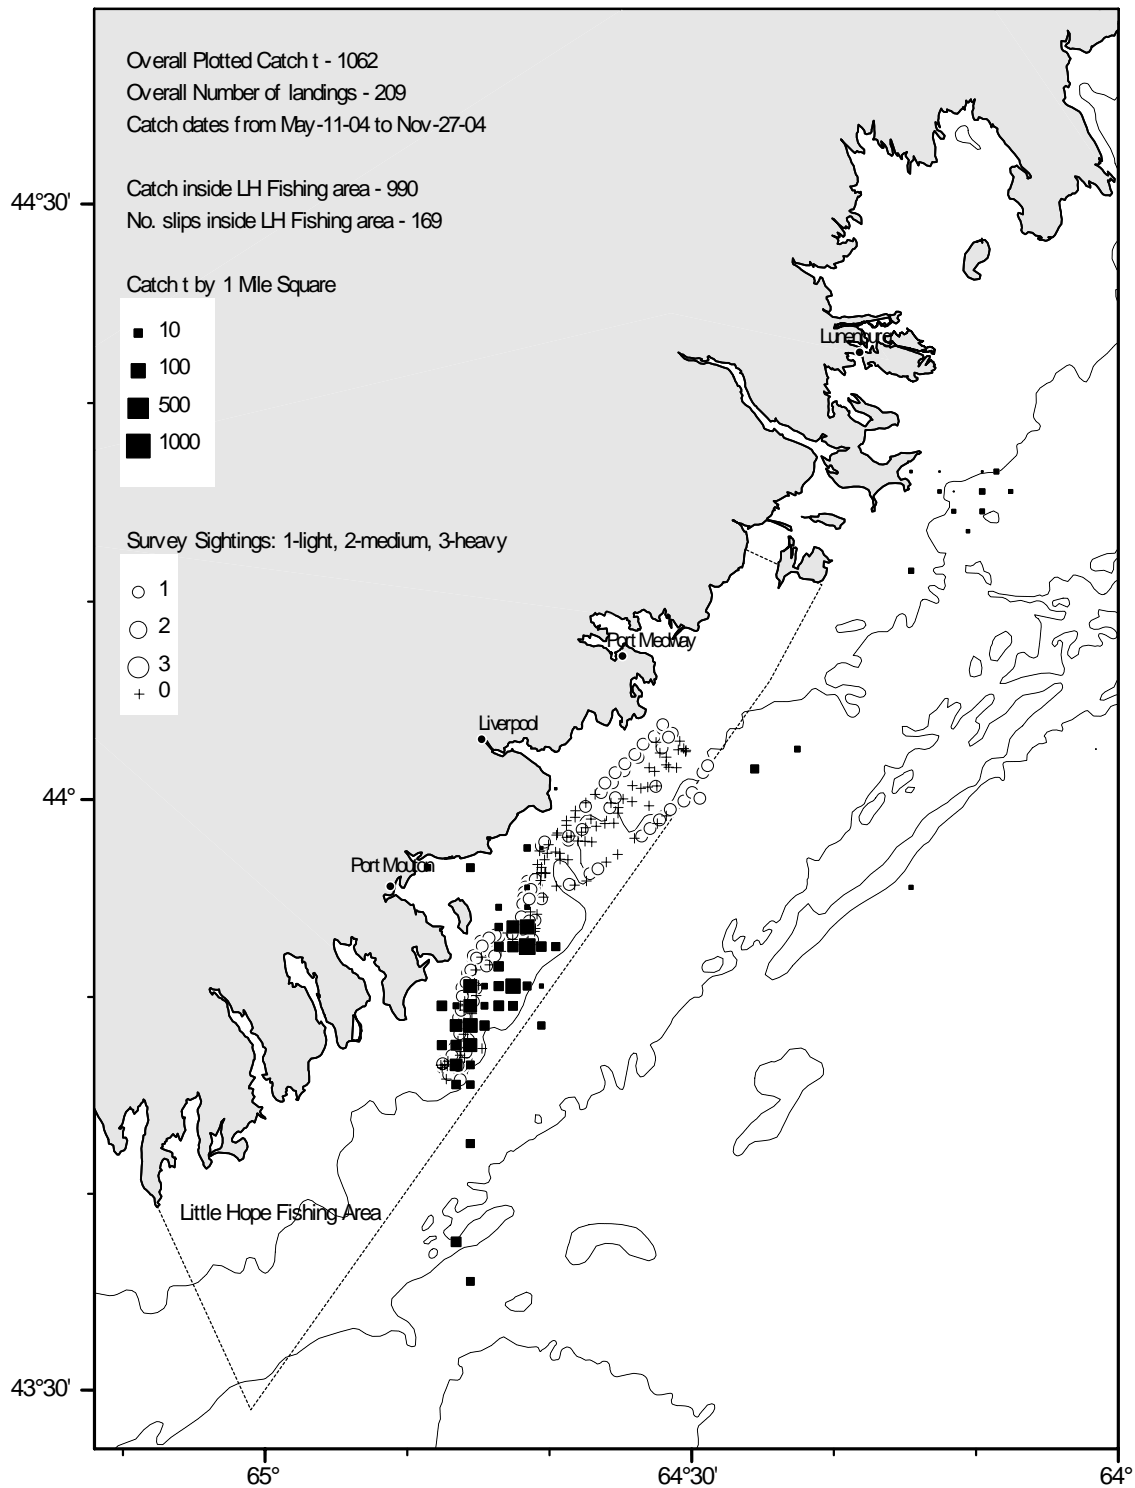 Overall Plotted Catch t - 1062
Overall Number of landings - 209
Catch dates from May-11-04 to Nov-27-04
Catch inside LH Fishing area - 990
No. slips inside LH Fishing area - 169
Catch t by 1 Mile Square
10
100
500
1000
Survey Sightings: 1-light, 2-medium, 3-heavy
1
2
3
0
44°30'
44°
43°30'
Lunenburg
Port Medway
Liverpool
Port Mouton
Little Hope Fishing Area
65°
64°30'
64°